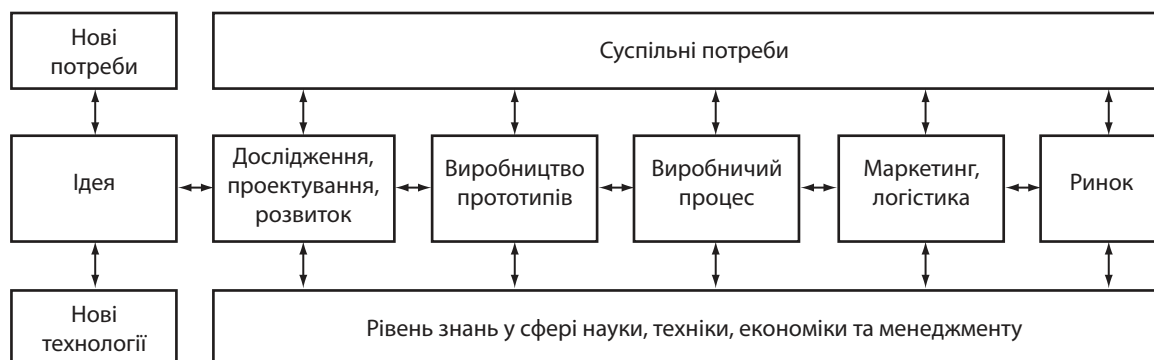 Нові
потреби
Суспільні потреби
Ідея
Дослідження,
проектування,
розвиток
Виробництво
прототипів
Виробничий
процес
Маркетинг,
логістика
Ринок
Нові
технології
Рівень знань у сфері науки, техніки, економіки та менеджменту